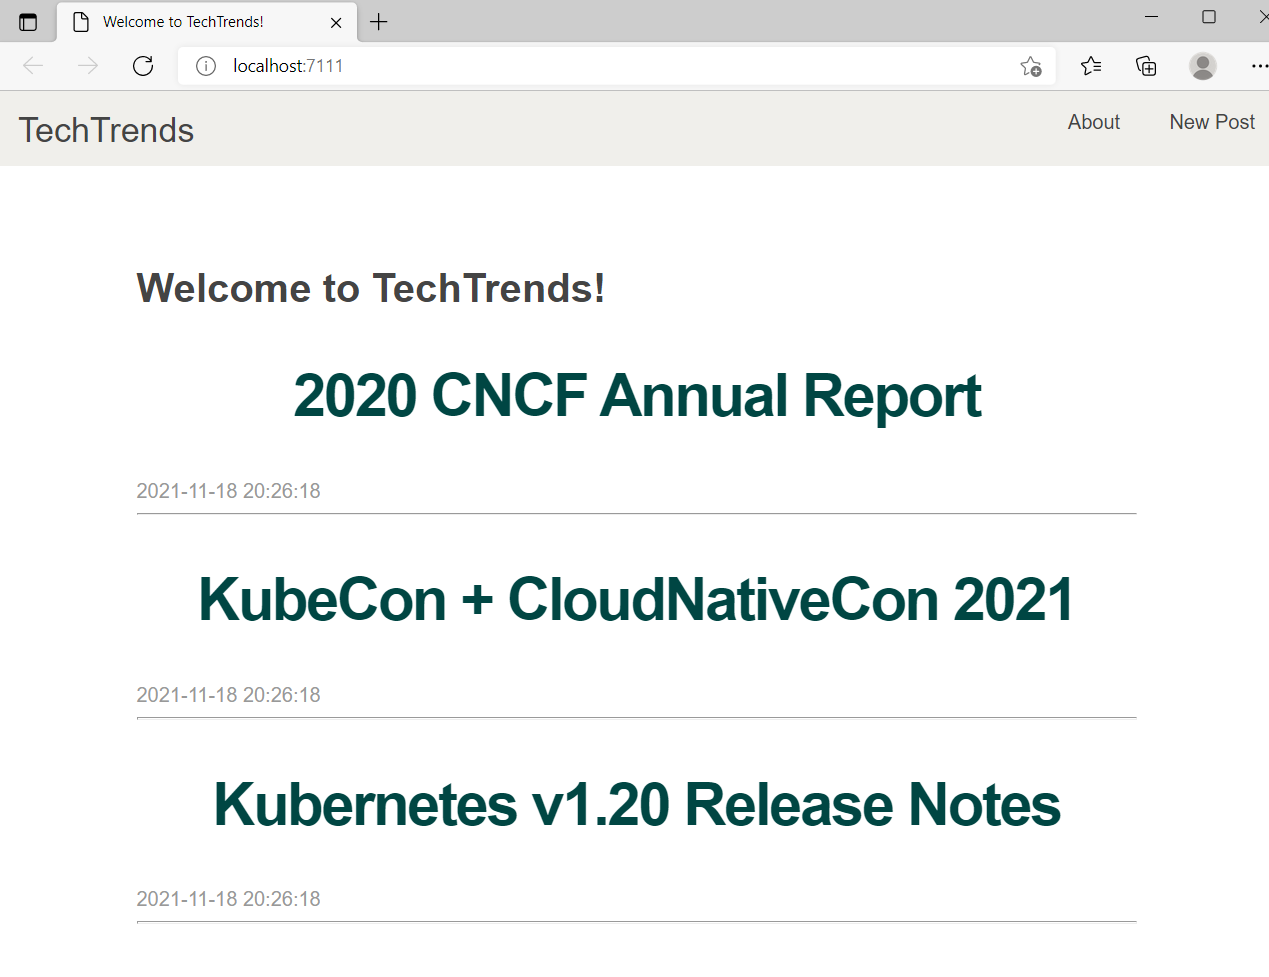 Welcome to TechTrends!
localhost:7111
TechTrends
About
New Post
Welcome to TechTrends!
2020 CNCF Annual Report
2021-11-18 20:26:18
KubeCon + CloudNativeCon 2021
2021-11-18 20:26:18
Kubernetes v1.20 Release Notes
2021-11-18 20:26:18